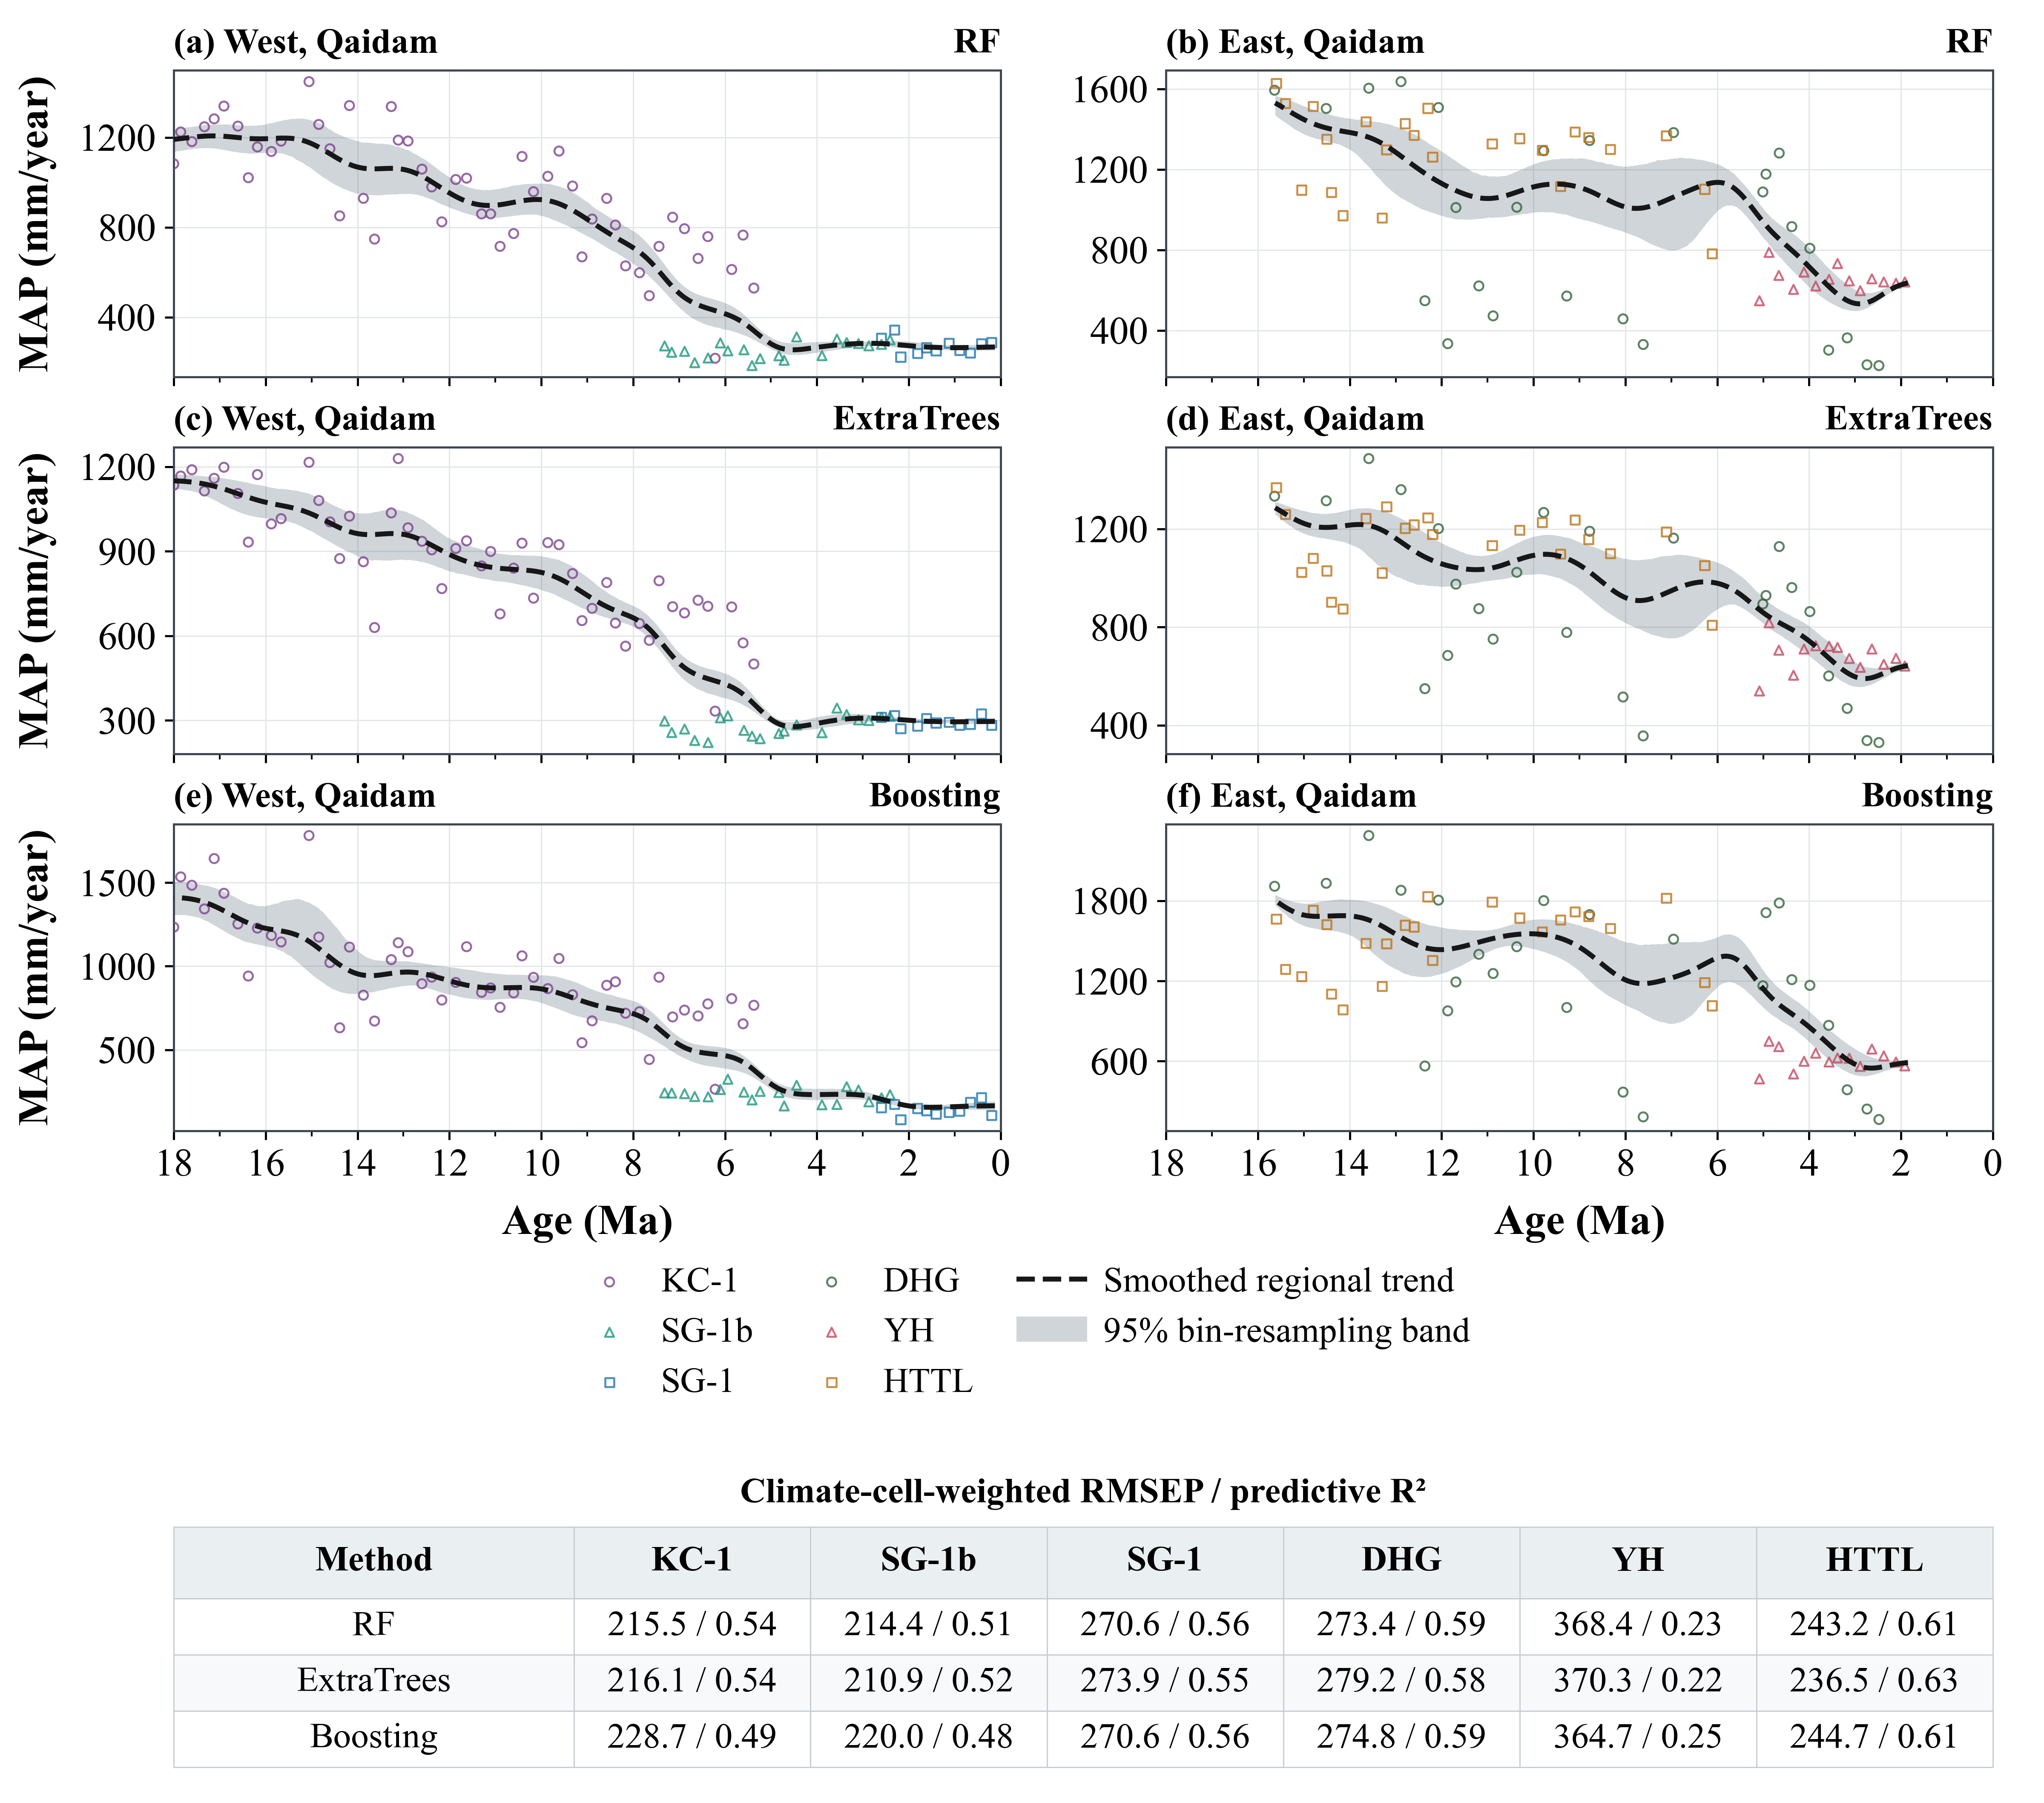 (a) West, Qaidam RF
MAP (mm/year)
1200
800
400
(b) East, Qaidam RF
1600
1200
800
400
(c) West, Qaidam ExtraTrees
MAP (mm/year)
1200
900
600
300
(d) East, Qaidam ExtraTrees
1200
800
400
(e) West, Qaidam Boosting
MAP (mm/year)
1500
1000
500
18 16 14 12 10 8 6 4 2 0
Age (Ma)
(f) East, Qaidam Boosting
1800
1200
600
18 16 14 12 10 8 6 4 2 0
Age (Ma)
KC-1 DHG Smoothed regional trend
SG-1b YH 95% bin-resampling band
SG-1 HTTL
Climate-cell-weighted RMSEP / predictive R²
Method KC-1 SG-1b SG-1 DHG YH HTTL
RF 215.5 / 0.54 214.4 / 0.51 270.6 / 0.56 273.4 / 0.59 368.4 / 0.23 243.2 / 0.61
ExtraTrees 216.1 / 0.54 210.9 / 0.52 273.9 / 0.55 279.2 / 0.58 370.3 / 0.22 236.5 / 0.63
Boosting 228.7 / 0.49 220.0 / 0.48 270.6 / 0.56 274.8 / 0.59 364.7 / 0.25 244.7 / 0.61